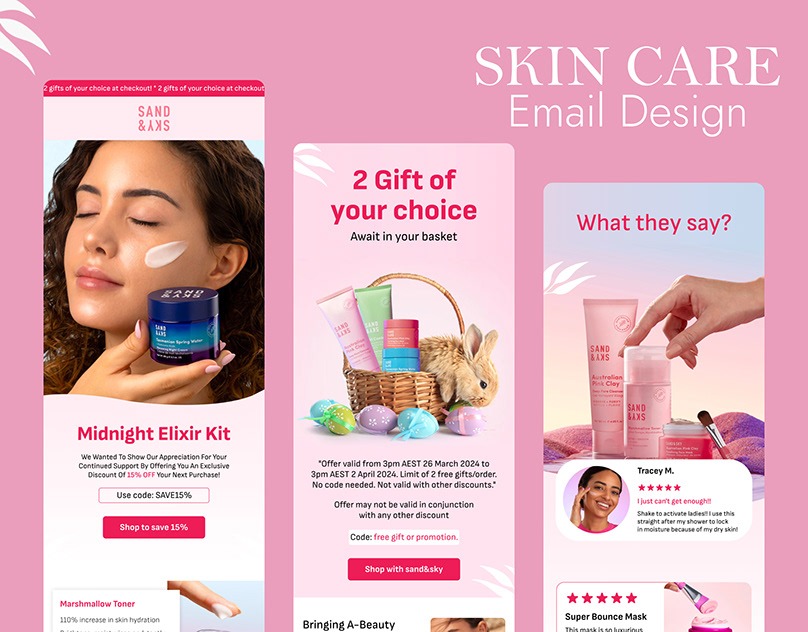 SKIN CARE
Email Design
2 gifts of your choice at checkout! * 2 gifts of your choice at checkout
SAND
&SKY
SAND
&SKY
Tasmanian Spring Water
Midnight Elixir Kit
We Wanted To Show Our Appreciation For Your
Continued Support By Offering You An Exclusive
Discount Of 15% OFF Your Next Purchase!
Use code: SAVE15%
Shop to save 15%
Marshmallow Toner
110% increase in skin hydration
2 Gift of
your choice
Await in your basket
"Offer valid from 3pm AEST 26 March 2024 to
3pm AEST 2 April 2024. Limit of 2 free gifts/order.
No code needed. Not valid with other discounts."
Offer may not be valid in conjunction
with any other discount
Code: free gift or promotion.
Shop with sand&sky
Bringing A-Beauty
What they say?
SAND
&SKY
Australian
Pink Clay
SAND
&SKY
Tracey M.
I just can't get enough!!
Shake to activate ladies!! I use this
straight after my shower to lock
in moisture because of my dry skin!
Super Bounce Mask
This mask is so luxurious